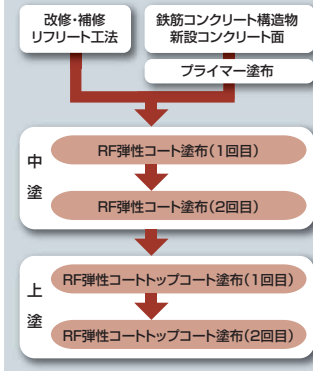 改修・補修
リフリート工法
鉄筋コンクリート構造物
新設コンクリート面
プライマー塗布
中塗
RF弾性コート塗布(1回目)
RF弾性コート塗布(2回目)
上塗
RF弾性コートトップコート塗布(1回目)
RF弾性コートトップコート塗布(2回目)